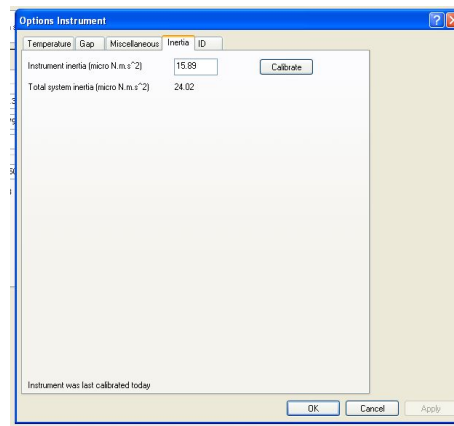 Options Instrument
Temperature Gap Miscellaneous Inertia ID
Instrument inertia (micro N.m.s^2) 15.89 Calibrate
Total system inertia (micro N.m.s^2) 24.02
Instrument was last calibrated today
OK Cancel Apply